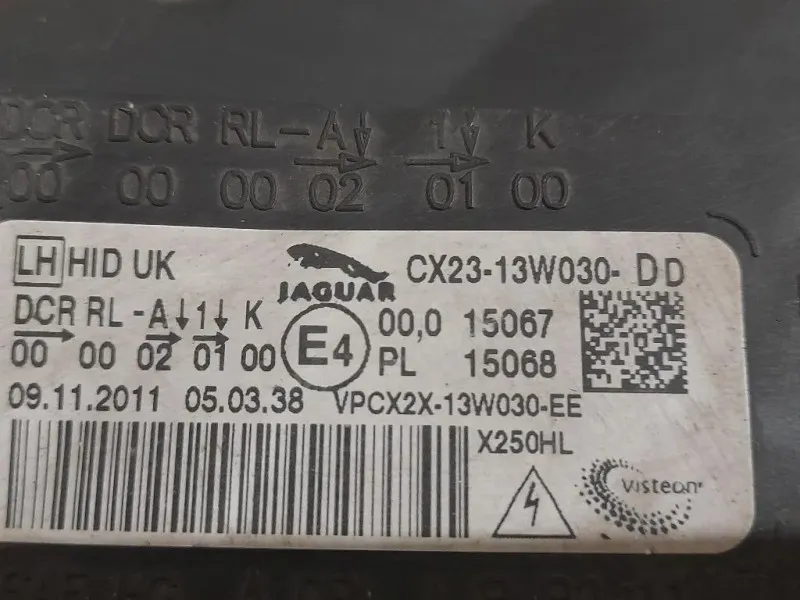 DCR DCR RL-A↓ 1↓ K
00 00 00 02 01 00
LH HID UK JAGUAR CX23-13W030- DD
DCR RL -A↓1↓ K E4 00,0 15067
00 00 02 01 00 PL 15068
09.11.2011 05.03.38 VPCX2X-13W030-EE
X250HL
Visteon